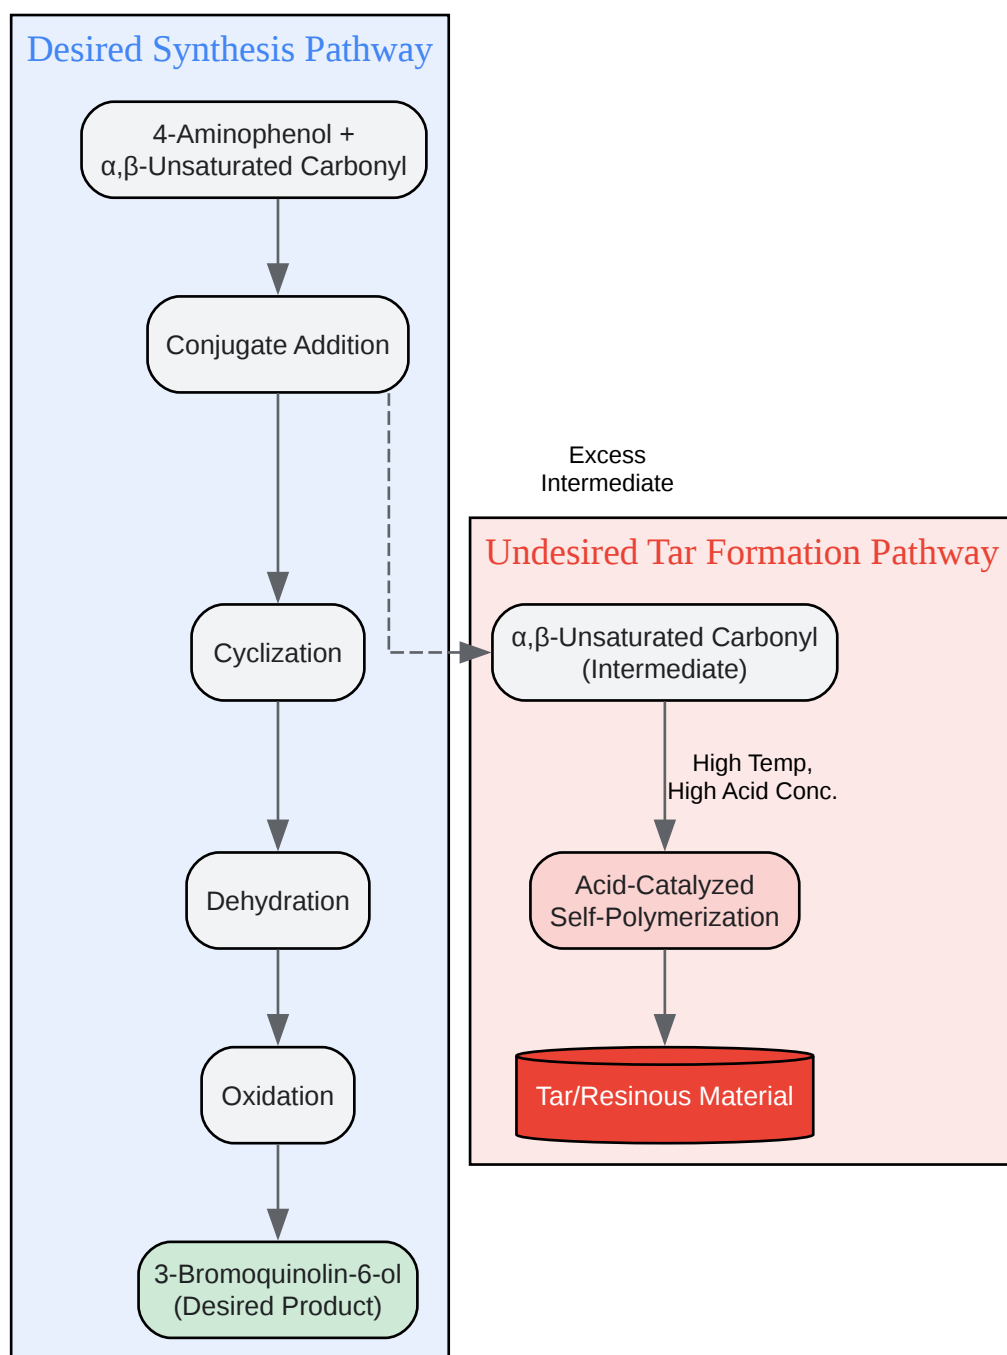 Desired Synthesis Pathway
4-Aminophenol +
α,β-Unsaturated Carbonyl
Conjugate Addition
Excess
Intermediate
Undesired Tar Formation Pathway
Cyclization
α,β-Unsaturated Carbonyl
(Intermediate)
High Temp,
High Acid Conc.
Dehydration
Acid-Catalyzed
Self-Polymerization
Oxidation
Tar/Resinous Material
3-Bromoquinolin-6-ol
(Desired Product)